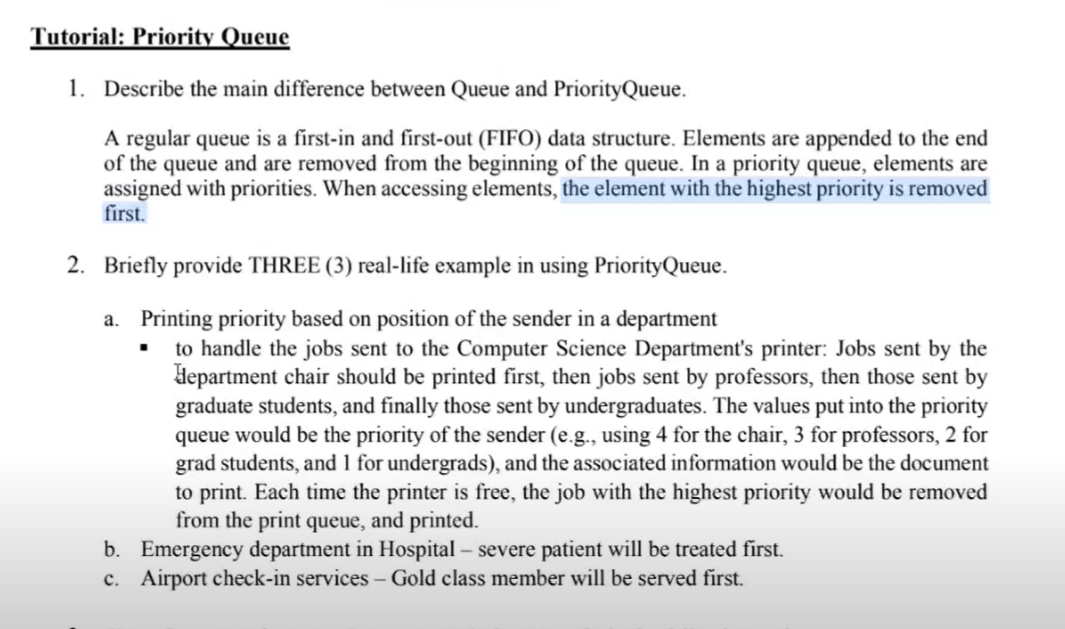 Tutorial: Priority Queue
1. Describe the main difference between Queue and PriorityQueue.
A regular queue is a first-in and first-out (FIFO) data structure. Elements are appended to the end
of the queue and are removed from the beginning of the queue. In a priority queue, elements are
assigned with priorities. When accessing elements, the element with the highest priority is removed
first.
2. Briefly provide THREE (3) real-life example in using PriorityQueue.
a. Printing priority based on position of the sender in a department
▪ to handle the jobs sent to the Computer Science Department's printer: Jobs sent by the
department chair should be printed first, then jobs sent by professors, then those sent by
graduate students, and finally those sent by undergraduates. The values put into the priority
queue would be the priority of the sender (e.g., using 4 for the chair, 3 for professors, 2 for
grad students, and 1 for undergrads), and the associated information would be the document
to print. Each time the printer is free, the job with the highest priority would be removed
from the print queue, and printed.
b. Emergency department in Hospital – severe patient will be treated first.
c. Airport check-in services – Gold class member will be served first.